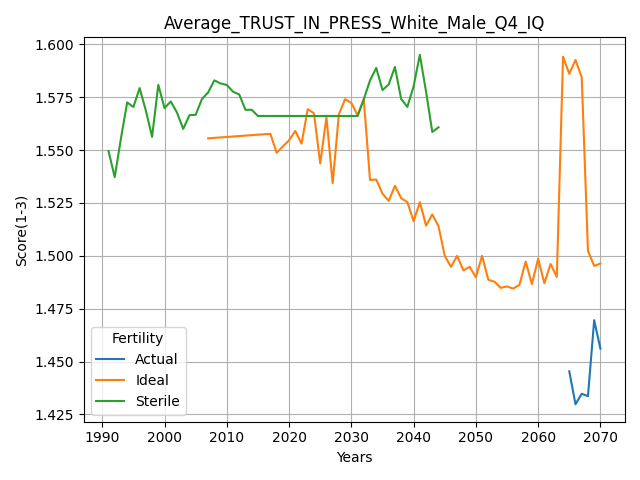 Average_TRUST_IN_PRESS_White_Male_Q4_IQ
Score(1-3)
1.600
1.575
1.550
1.525
1.500
1.475
1.450
1.425
Fertility
Actual
Ideal
Sterile
1990 2000 2010 2020 2030 2040 2050 2060 2070
Years